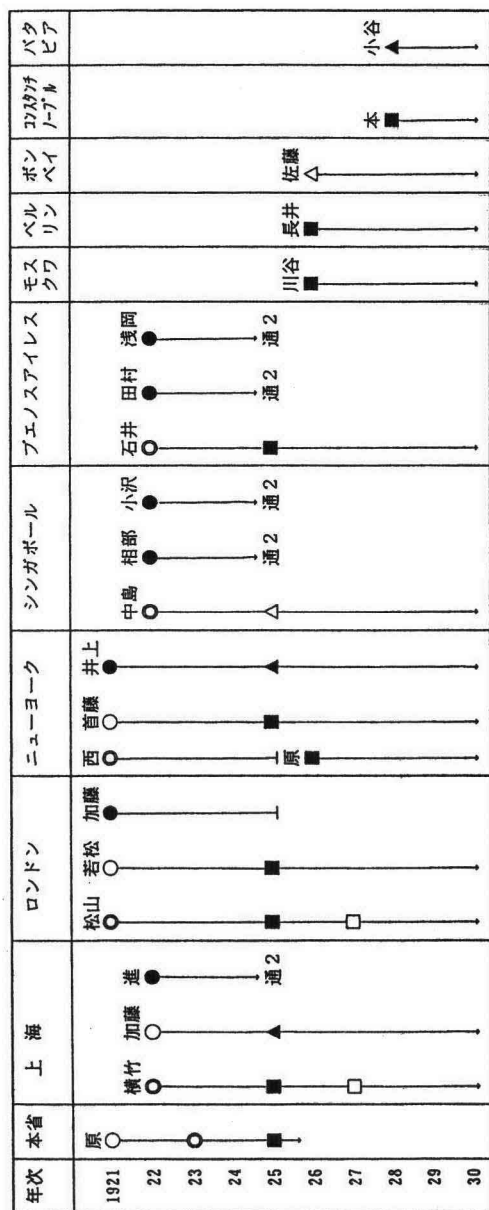 年次 1921 22 23 24 25 26 27 28 29 30
本省
原
上海
横竹
加藤
進 通2
ロンドン
松山
若松
加藤
ニューヨーク
西
原
首藤
井上
シンガポール
中島
相部 通2
小沢 通2
ブエノスアイレス
石井
田村 通2
浅岡 通2
モスクワ
川谷
ベルリン
長井
ボンベイ
佐藤
コンスタンチノープル
本
バタビア
小谷